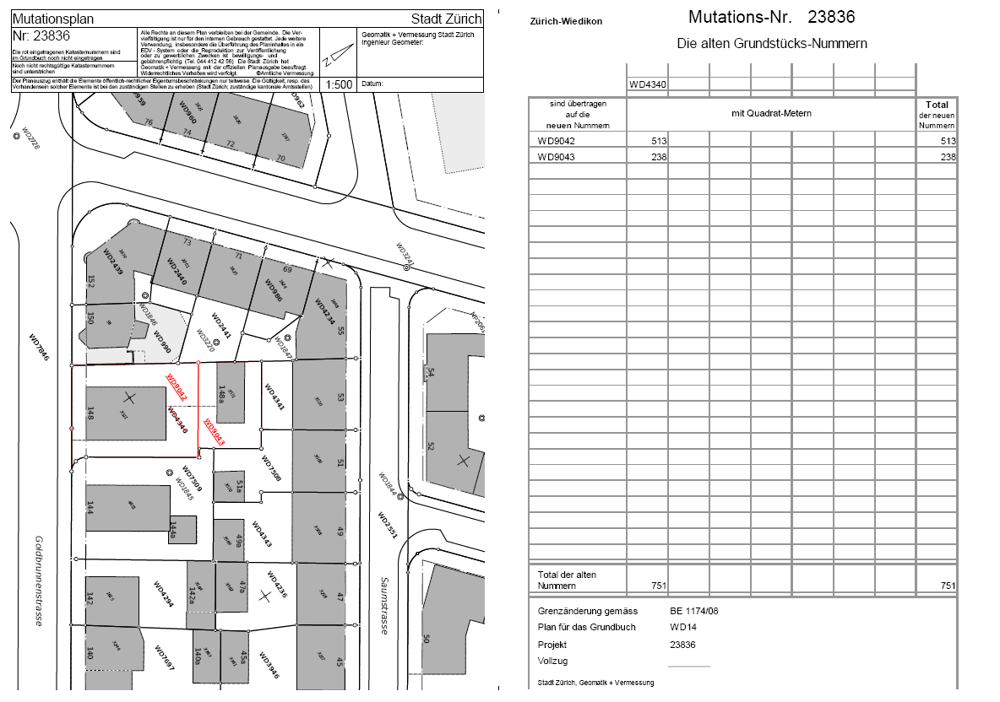 Mutationsplan
Stadt Zürich
Nr: 23836
Die rot eingetragenen Katasternummern sind
im Grundbuch noch nicht eingetragen
Noch nicht rechtsgültige Katasternummern
sind unterstrichen
Alle Rechte an diesem Plan verbleiben bei der Gemeinde. Die Ver-
vielfältigung ist nur für den internen Gebrauch gestattet. Jede weitere
Verwendung, insbesondere die Überführung des Planinhaltes in ein
EDV - System oder die Reproduktion zur Veröffentlichung
oder zu gewerblichen Zwecken ist bewilligungs- und
gebührenpflichtig (Tel. 044 412 42 56) Die Stadt Zürich hat
Geomatik + Vermessung mit der offiziellen Planausgabe beauftragt.
Widerrechtliches Verhalten wird verfolgt. ©Amtliche Vermessung
Geomatik + Vermessung Stadt Zürich
Ingenieur Geometer:
Der Planauszug enthält die Elemente öffentlich-rechtlicher Eigentumsbeschränkungen nur teilweise. Die Gültigkeit, resp. das
Vorhandensein solcher Elemente ist bei den zuständigen Stellen zu erheben (Stadt Zürich; zuständige kantonale Amtsstellen)
1:500
Datum:
WD960
76
74
72
70
WD2728
WD3241
73
71
69
WD2439
WD2440
WD986
WD4234
152
150
55
WD1846
WD990
WD3220
WD2441
WD1847
WD7846
WD9042
WD4340
WD9043
148
148a
WD4341
53
54
52
WD7509
WD1845
WD7508
51
51a
WD1844
144
144a
49a
WD4343
49
WD2551
Goldbrunnenstrasse
Saumstrasse
142
WD4294
142a
47a
WD4236
47
140
WD7697
140a
45a
WD3946
45
50
Zürich-Wiedikon
Mutations-Nr. 23836
Die alten Grundstücks-Nummern
WD4340
sind übertragen
auf die
neuen Nummern
mit Quadrat-Metern
Total
der neuen
Nummern
WD9042 513 513
WD9043 238 238
Total der alten
Nummern 751 751
Grenzänderung gemäss BE 1174/08
Plan für das Grundbuch WD14
Projekt 23836
Vollzug
Stadt Zürich, Geomatik + Vermessung